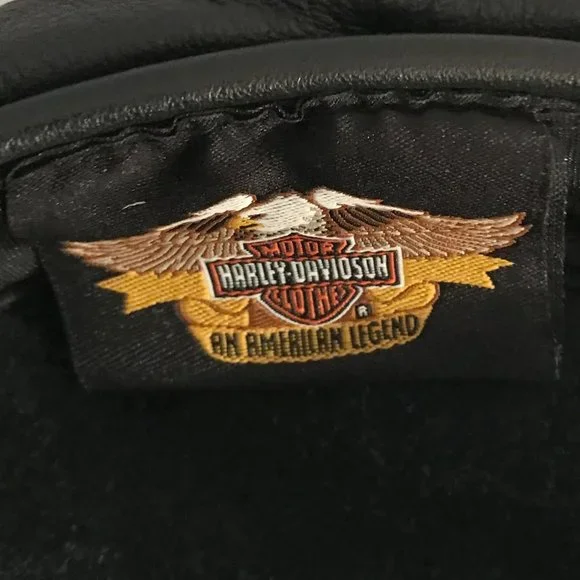 MOTOR
HARLEY-DAVIDSON
CLOTHES
®
AN AMERICAN LEGEND